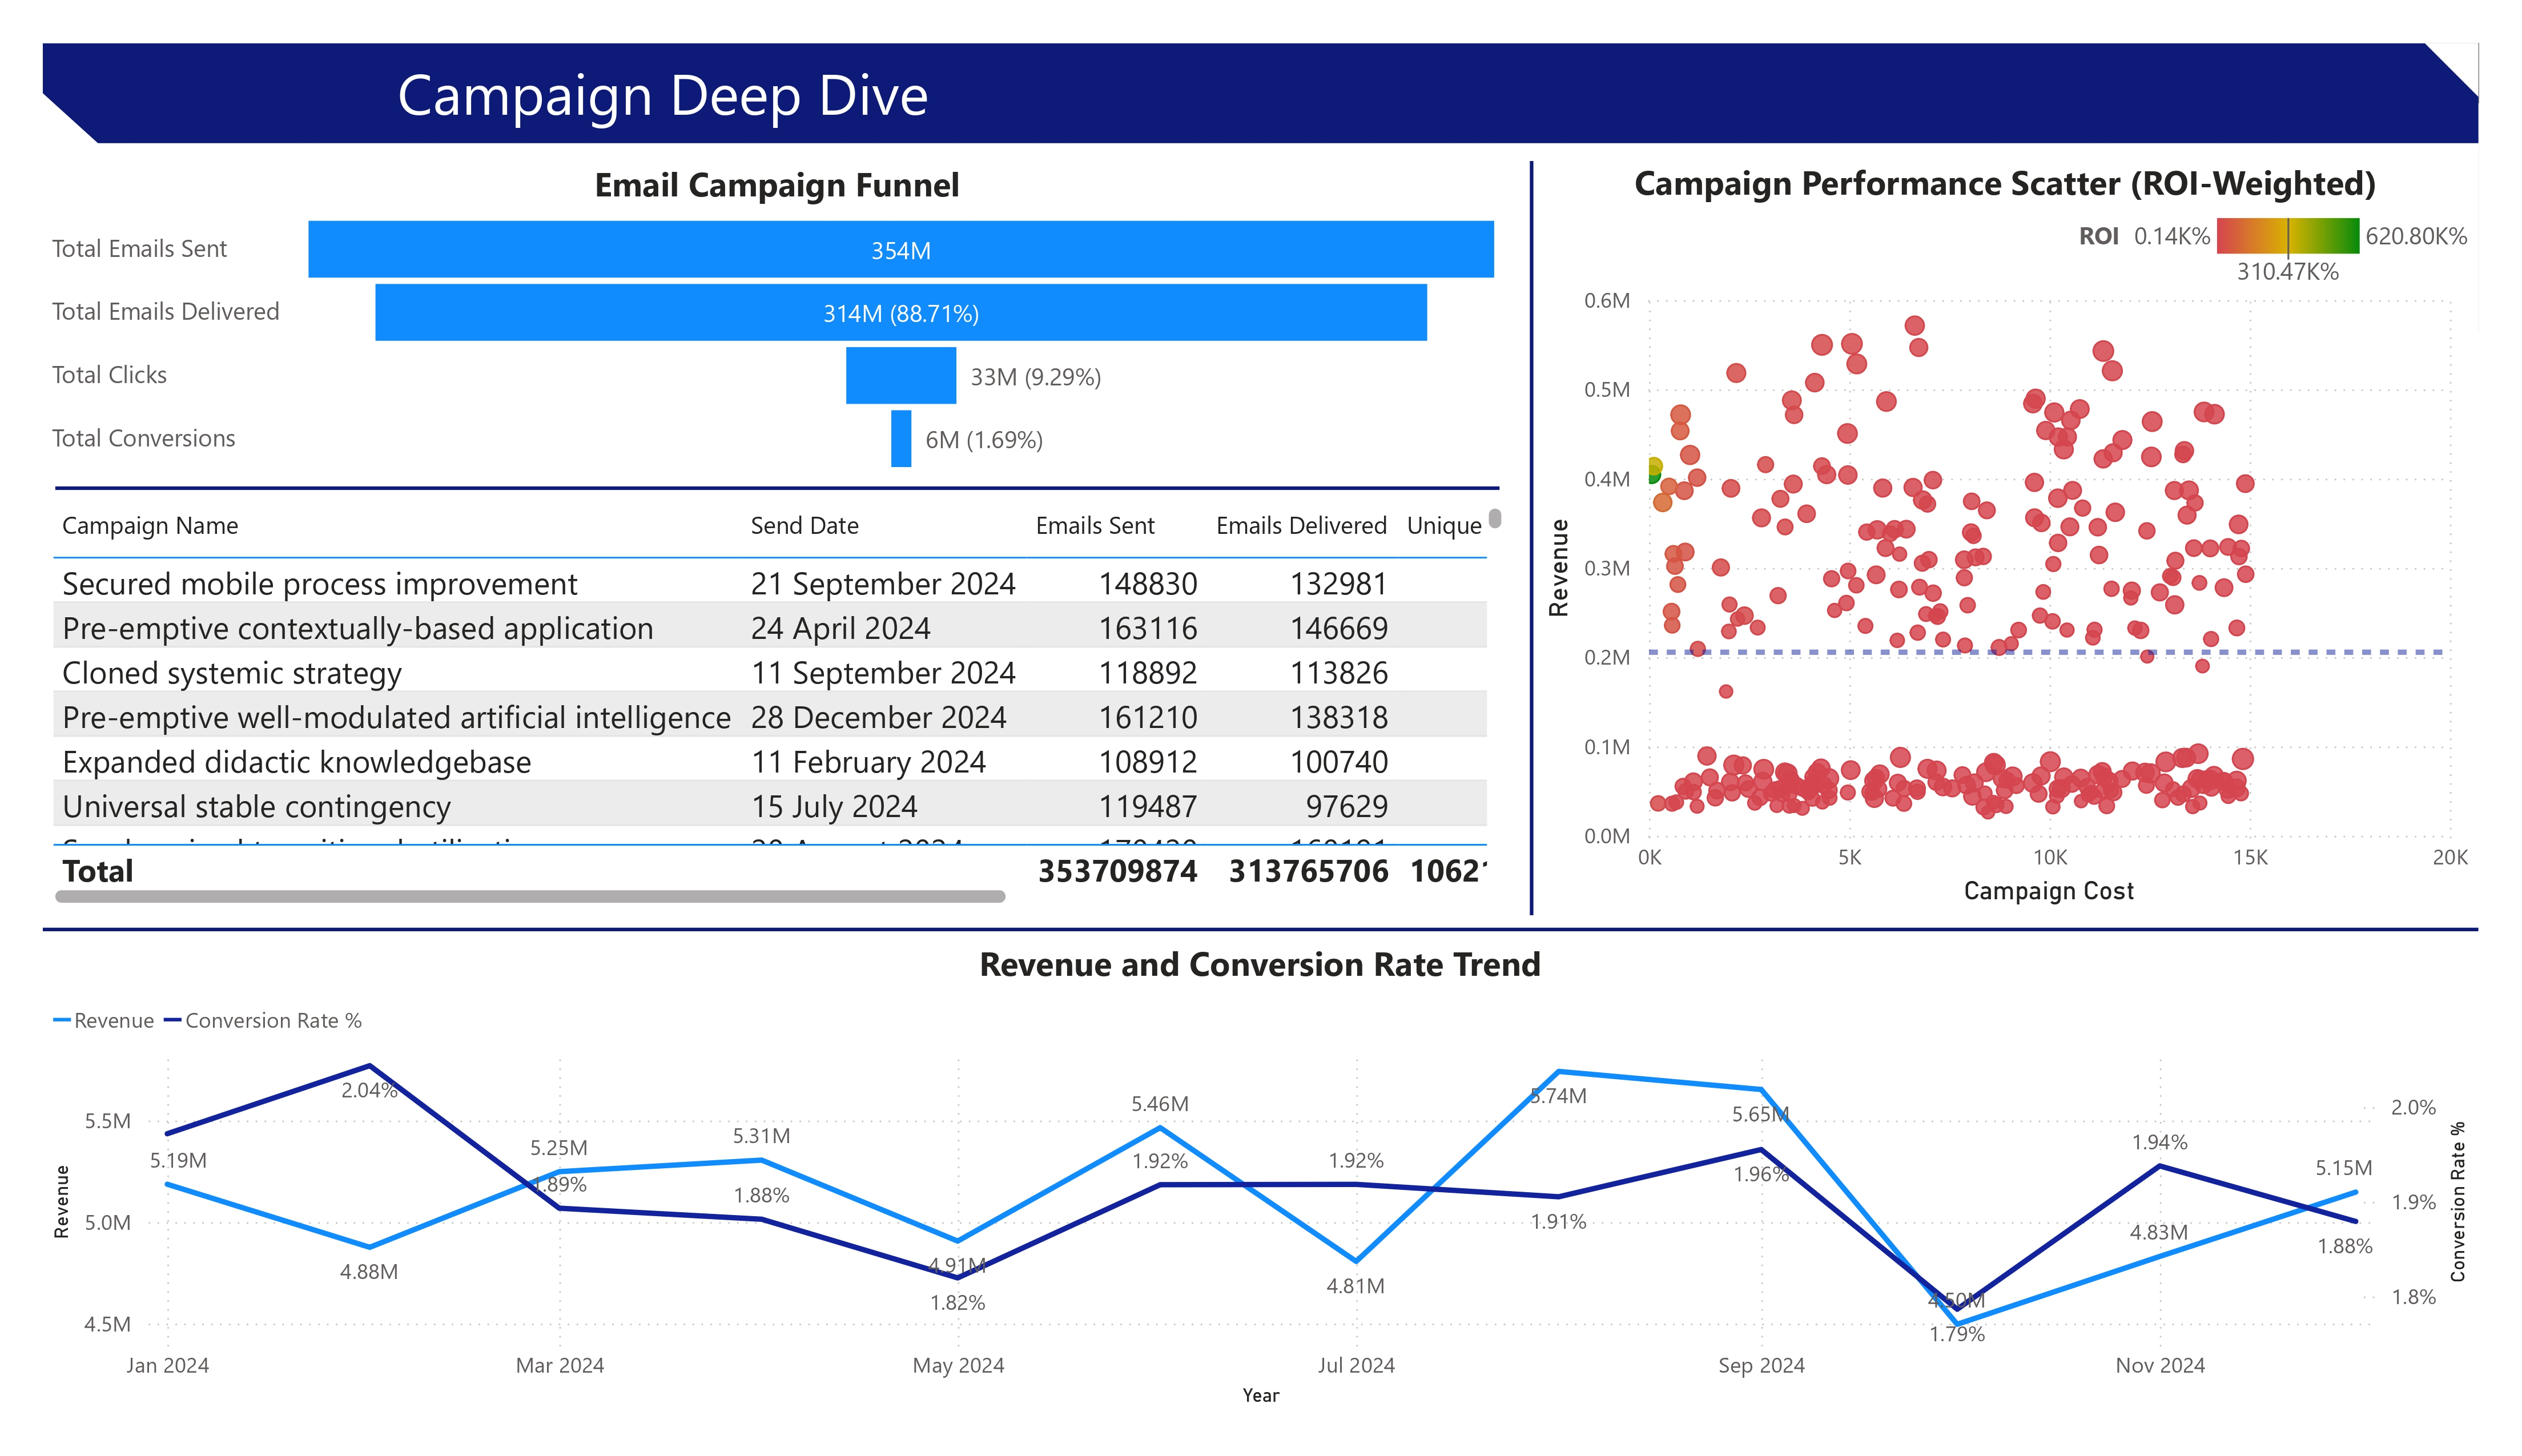 Campaign Deep Dive
Email Campaign Funnel
Total Emails Sent
354M
Total Emails Delivered
314M (88.71%)
Total Clicks
33M (9.29%)
Total Conversions
6M (1.69%)
Campaign Name Send Date Emails Sent Emails Delivered Unique
Secured mobile process improvement 21 September 2024 148830 132981
Pre-emptive contextually-based application 24 April 2024 163116 146669
Cloned systemic strategy 11 September 2024 118892 113826
Pre-emptive well-modulated artificial intelligence 28 December 2024 161210 138318
Expanded didactic knowledgebase 11 February 2024 108912 100740
Universal stable contingency 15 July 2024 119487 97629
Total 353709874 313765706 1062
Campaign Performance Scatter (ROI-Weighted)
ROI 0.14K% 620.80K%
310.47K%
0.6M
0.5M
0.4M
0.3M
0.2M
0.1M
0.0M
Revenue
0K 5K 10K 15K 20K
Campaign Cost
Revenue and Conversion Rate Trend
Revenue Conversion Rate %
5.5M
5.0M
4.5M
Revenue
5.19M
4.88M
5.25M
5.31M
4.91M
5.46M
4.81M
5.74M
5.65M
4.50M
4.83M
5.15M
2.04%
1.89%
1.88%
1.82%
1.92%
1.92%
1.91%
1.96%
1.79%
1.94%
1.88%
2.0%
1.9%
1.8%
Conversion Rate %
Jan 2024 Mar 2024 May 2024 Jul 2024 Sep 2024 Nov 2024
Year